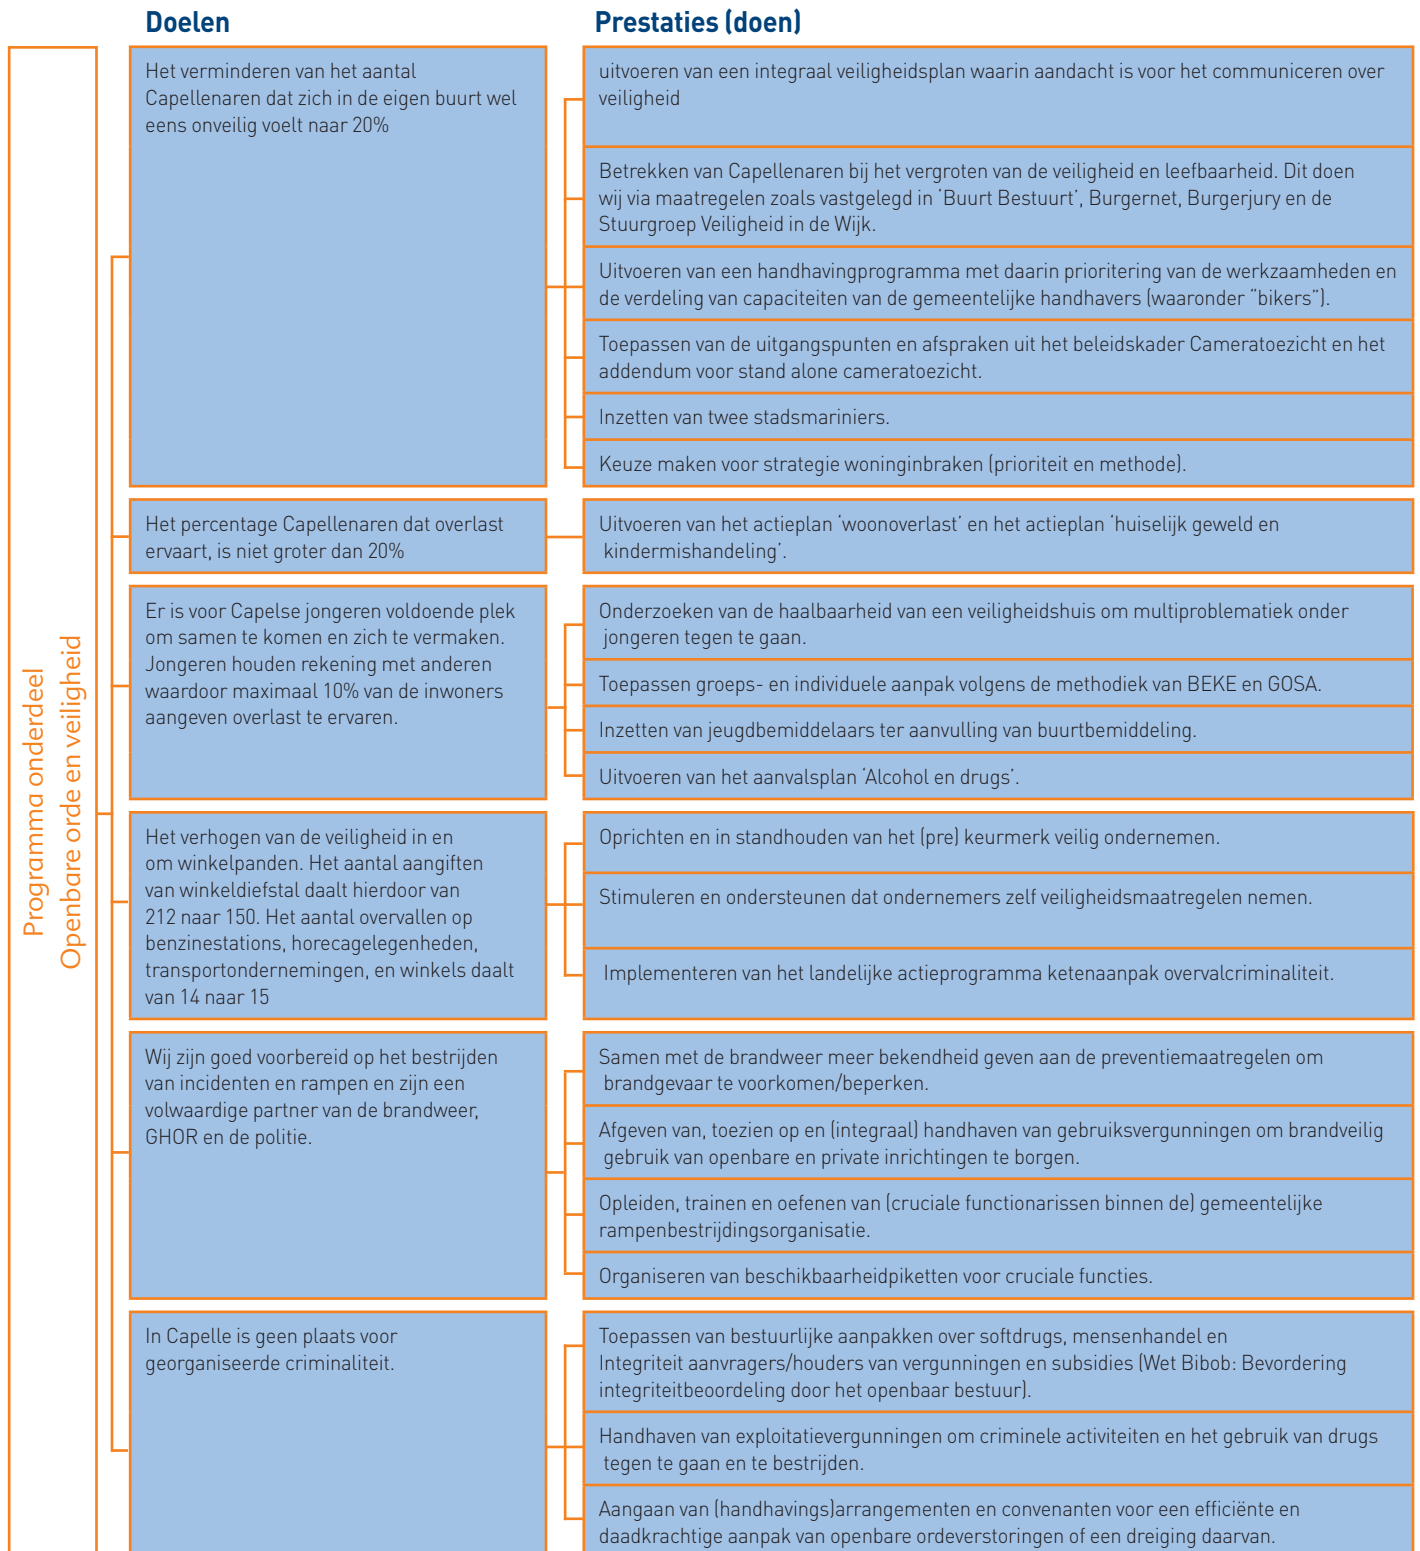 Doelen
Prestaties (doen)
Programma onderdeel
Openbare orde en veiligheid
Het verminderen van het aantal
Capellenaren dat zich in de eigen buurt wel
eens onveilig voelt naar 20%
uitvoeren van een integraal veiligheidsplan waarin aandacht is voor het communiceren over
veiligheid
Betrekken van Capellenaren bij het vergroten van de veiligheid en leefbaarheid. Dit doen
wij via maatregelen zoals vastgelegd in ‘Buurt Bestuurt’, Burgernet, Burgerjury en de
Stuurgroep Veiligheid in de Wijk.
Uitvoeren van een handhavingprogramma met daarin prioritering van de werkzaamheden en
de verdeling van capaciteiten van de gemeentelijke handhavers (waaronder “bikers”).
Toepassen van de uitgangspunten en afspraken uit het beleidskader Cameratoezicht en het
addendum voor stand alone cameratoezicht.
Inzetten van twee stadsmariniers.
Keuze maken voor strategie woninginbraken (prioriteit en methode).
Het percentage Capellenaren dat overlast
ervaart, is niet groter dan 20%
Uitvoeren van het actieplan ‘woonoverlast’ en het actieplan ‘huiselijk geweld en
kindermishandeling’.
Er is voor Capelse jongeren voldoende plek
om samen te komen en zich te vermaken.
Jongeren houden rekening met anderen
waardoor maximaal 10% van de inwoners
aangeven overlast te ervaren.
Onderzoeken van de haalbaarheid van een veiligheidshuis om multiproblematiek onder
jongeren tegen te gaan.
Toepassen groeps- en individuele aanpak volgens de methodiek van BEKE en GOSA.
Inzetten van jeugdbemiddelaars ter aanvulling van buurtbemiddeling.
Uitvoeren van het aanvalsplan ‘Alcohol en drugs’.
Het verhogen van de veiligheid in en
om winkelpanden. Het aantal aangiften
van winkeldiefstal daalt hierdoor van
212 naar 150. Het aantal overvallen op
benzinestations, horecagelegenheden,
transportondernemingen, en winkels daalt
van 14 naar 15
Oprichten en in standhouden van het (pre) keurmerk veilig ondernemen.
Stimuleren en ondersteunen dat ondernemers zelf veiligheidsmaatregelen nemen.
Implementeren van het landelijke actieprogramma ketenaanpak overvalcriminaliteit.
Wij zijn goed voorbereid op het bestrijden
van incidenten en rampen en zijn een
volwaardige partner van de brandweer,
GHOR en de politie.
Samen met de brandweer meer bekendheid geven aan de preventiemaatregelen om
brandgevaar te voorkomen/beperken.
Afgeven van, toezien op en (integraal) handhaven van gebruiksvergunningen om brandveilig
gebruik van openbare en private inrichtingen te borgen.
Opleiden, trainen en oefenen van (cruciale functionarissen binnen de) gemeentelijke
rampenbestrijdingsorganisatie.
Organiseren van beschikbaarheidpiketten voor cruciale functies.
In Capelle is geen plaats voor
georganiseerde criminaliteit.
Toepassen van bestuurlijke aanpakken over softdrugs, mensenhandel en
Integriteit aanvragers/houders van vergunningen en subsidies (Wet Bibob: Bevordering
integriteitbeoordeling door het openbaar bestuur).
Handhaven van exploitatievergunningen om criminele activiteiten en het gebruik van drugs
tegen te gaan en te bestrijden.
Aangaan van (handhavings)arrangementen en convenanten voor een efficiënte en
daadkrachtige aanpak van openbare ordeverstoringen of een dreiging daarvan.